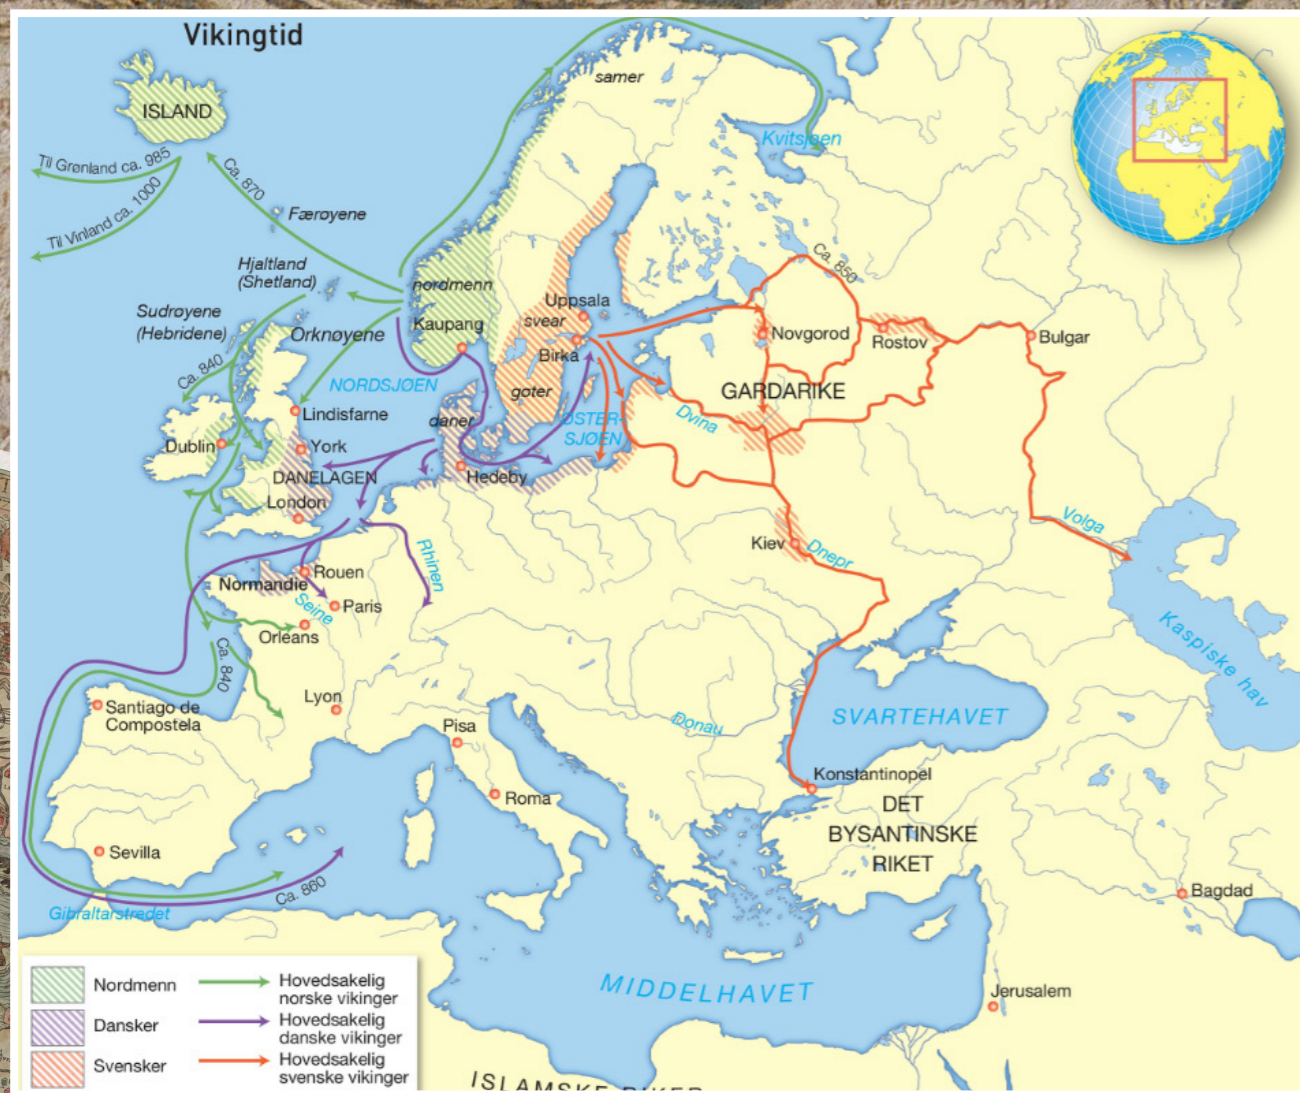 Vikingtid
samer
ISLAND
Kvitsjøen
Til Grønland ca. 985
Ca. 870
Til Vinland ca. 1000
Færøyene
Hjaltland
(Shetland)
nordmenn
Ca. 850
Sudrøyene
(Hebridene)
Orknøyene
Kaupang
Uppsala
svear
Birka
Novgorod
Rostov
Bulgar
Ca. 840
NORDSJØEN
gøter
GARDARIKE
Lindisfarne
daner
ØSTER-
SJØEN
Dvina
Dublin
York
DANELAGEN
Hedeby
London
Volga
Kiev
Dnepr
Rhinen
Normandie
Rouen
Seine
Paris
Orleans
Ca. 840
Kaspiske hav
Lyon
Santiago de
Compostela
Pisa
Donau
SVARTEHAVET
Konstantinopel
Roma
DET
BYSANTINSKE
RIKET
Sevilla
Ca. 860
Bagdad
Gibraltarstredet
MIDDELHAVET
Jerusalem
Nordmenn
Hovedsakelig
norske vikinger
Dansker
Hovedsakelig
danske vikinger
Svensker
Hovedsakelig
svenske vikinger
ISLAMSKE RIKER